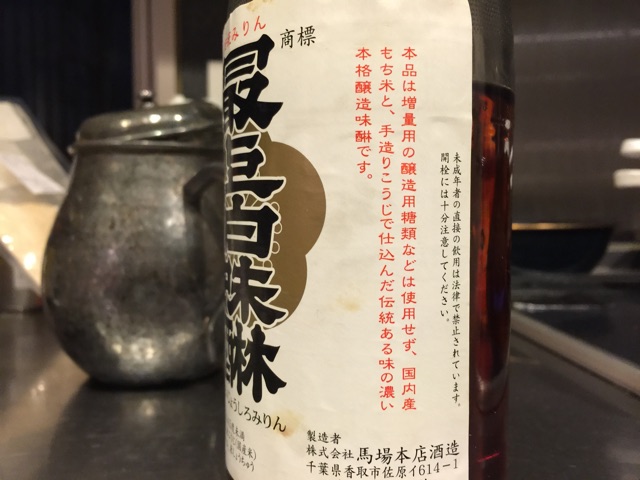 みりん
商標
最上白味醂
うしろみりん
本品は増量用の醸造用糖類などは使用せず、国内産
もち米と、手造りこうじで仕込んだ伝統ある味の濃い
本格醸造味醂です。
未成年者の直接の飲用は法律で禁止されています。
開栓には十分注意してください。
製造者
株式会社 馬場本店酒造
千葉県香取市佐原イ614-1